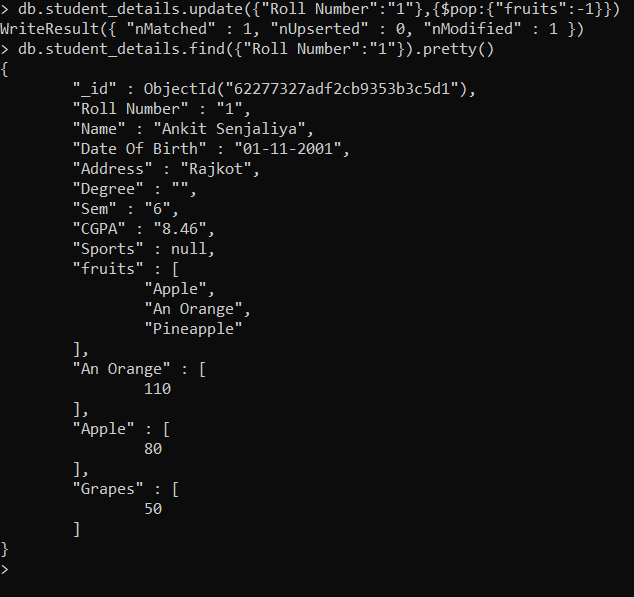 > db.student_details.update({"Roll Number":"1"},{$pop:{"fruits":-1}})
WriteResult({ "nMatched" : 1, "nUpserted" : 0, "nModified" : 1 })
> db.student_details.find({"Roll Number":"1"}).pretty()
{
        "_id" : ObjectId("62277327adf2cb9353b3c5d1"),
        "Roll Number" : "1",
        "Name" : "Ankit Senjaliya",
        "Date Of Birth" : "01-11-2001",
        "Address" : "Rajkot",
        "Degree" : "",
        "Sem" : "6",
        "CGPA" : "8.46",
        "Sports" : null,
        "fruits" : [
                "Apple",
                "An Orange",
                "Pineapple"
        ],
        "An Orange" : [
                110
        ],
        "Apple" : [
                80
        ],
        "Grapes" : [
                50
        ]
}
>